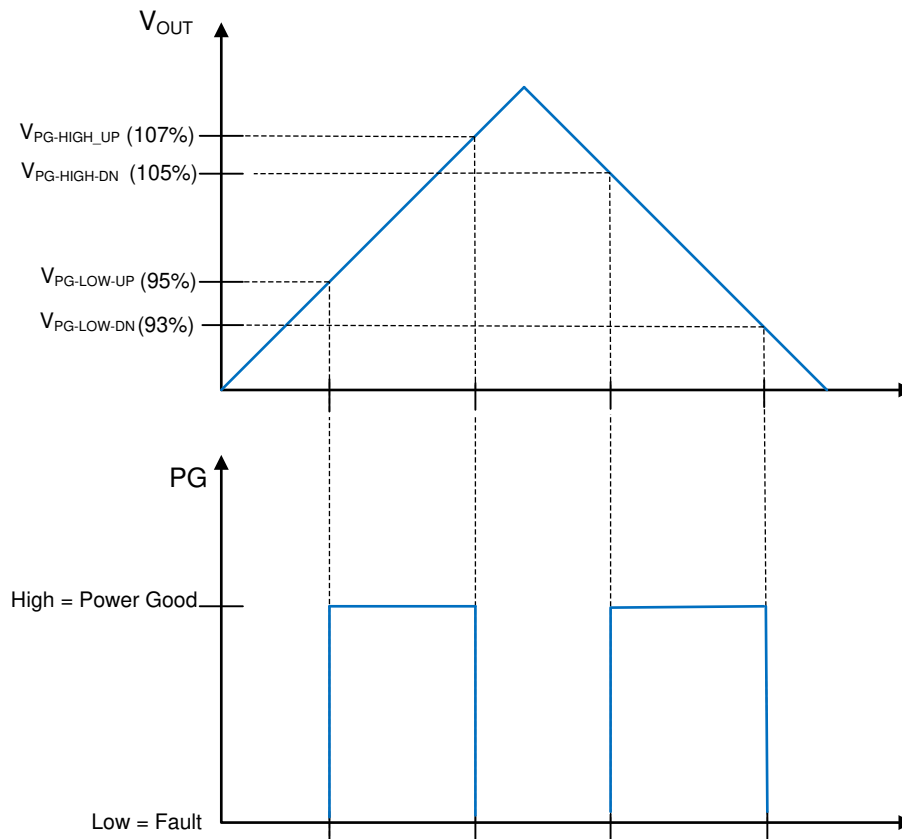 VOUT
VPG-HIGH_UP (107%)
VPG-HIGH-DN (105%)
VPG-LOW-UP (95%)
VPG-LOW-DN (93%)
PG
High = Power Good
Low = Fault